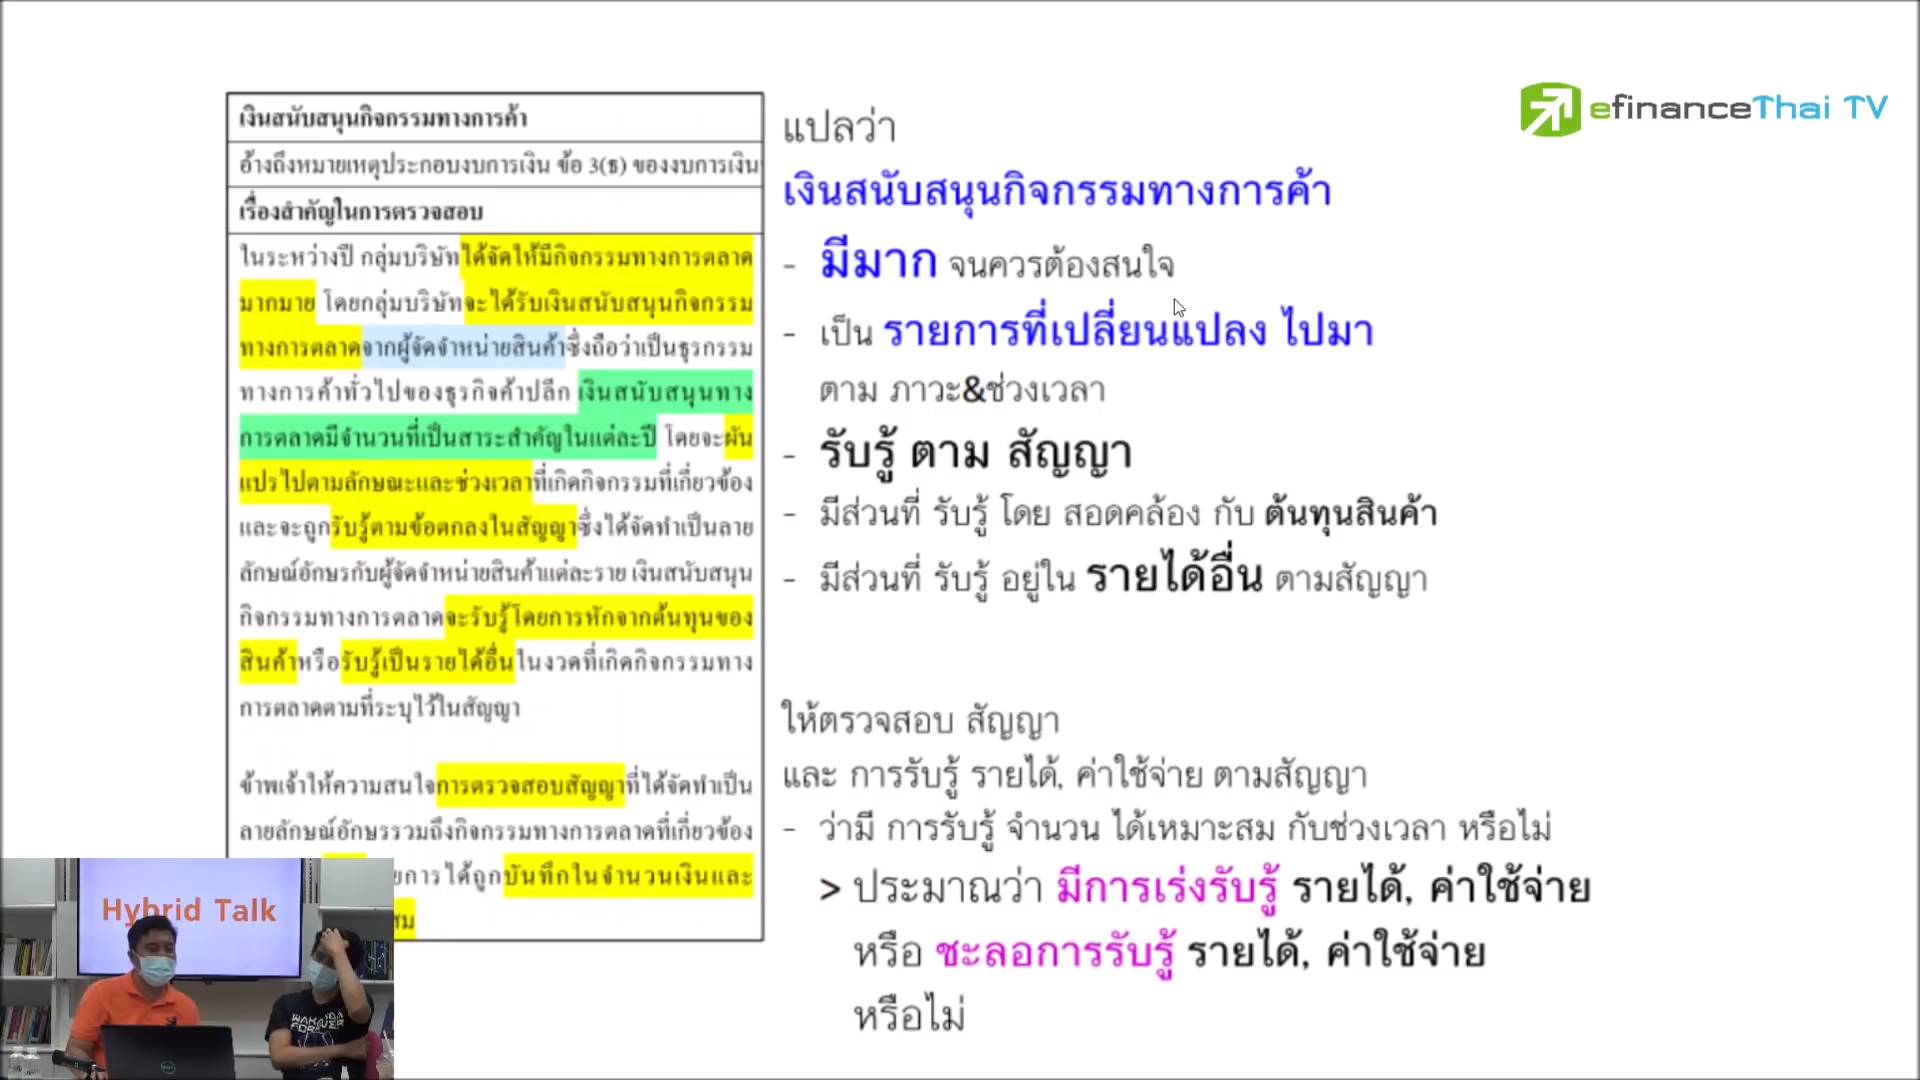 efinanceThai TV
เงินสนับสนุนกิจกรรมทางการค้า
อ้างถึงหมายเหตุประกอบงบการเงิน ข้อ 3(ธ) ของงบการเงิน
เรื่องสำคัญในการตรวจสอบ
ในระหว่างปี กลุ่มบริษัทได้จัดให้มีกิจกรรมทางการตลาด
มากมาย โดยกลุ่มบริษัทจะได้รับเงินสนับสนุนกิจกรรม
ทางการตลาดจากผู้จัดจำหน่ายสินค้าซึ่งถือว่าเป็นธุรกรรม
ทางการค้าทั่วไปของธุรกิจค้าปลีก เงินสนับสนุนทาง
การตลาดมีจำนวนที่เป็นสาระสำคัญในแต่ละปี โดยจะผัน
แปรไปตามลักษณะและช่วงเวลาที่เกิดกิจกรรมที่เกี่ยวข้อง
และจะถูกรับรู้ตามข้อตกลงในสัญญาซึ่งได้จัดทำเป็นลาย
ลักษณ์อักษรกับผู้จัดจำหน่ายสินค้าแต่ละราย เงินสนับสนุน
กิจกรรมทางการตลาดจะรับรู้โดยการหักจากต้นทุนของ
สินค้าหรือรับรู้เป็นรายได้อื่นในงวดที่เกิดกิจกรรมทาง
การตลาดตามที่ระบุไว้ในสัญญา
ข้าพเจ้าให้ความสนใจการตรวจสอบสัญญาที่ได้จัดทำเป็น
ลายลักษณ์อักษรรวมถึงกิจกรรมทางการตลาดที่เกี่ยวข้อง
ยการได้ถูกบันทึกในจำนวนเงินและ
สม
แปลว่า
เงินสนับสนุนกิจกรรมทางการค้า
- มีมาก จนควรต้องสนใจ
- เป็น รายการที่เปลี่ยนแปลง ไปมา
ตาม ภาวะ&ช่วงเวลา
- รับรู้ ตาม สัญญา
- มีส่วนที่ รับรู้ โดย สอดคล้อง กับ ต้นทุนสินค้า
- มีส่วนที่ รับรู้ อยู่ใน รายได้อื่น ตามสัญญา
ให้ตรวจสอบ สัญญา
และ การรับรู้ รายได้, ค่าใช้จ่าย ตามสัญญา
- ว่ามี การรับรู้ จำนวน ได้เหมาะสม กับช่วงเวลา หรือไม่
> ประมาณว่า มีการเร่งรับรู้ รายได้, ค่าใช้จ่าย
หรือ ชะลอการรับรู้ รายได้, ค่าใช้จ่าย
หรือไม่
Hybrid Talk